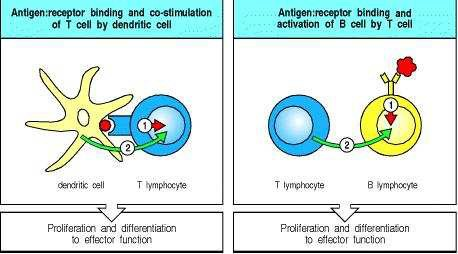 Antigen:receptor binding and co-stimulation
of T cell by dendritic cell
1
2
dendritic cell
T lymphocyte
Proliferation and differentiation
to effector function
Antigen:receptor binding and
activation of B cell by T cell
1
2
T lymphocyte
B lymphocyte
Proliferation and differentiation
to effector function